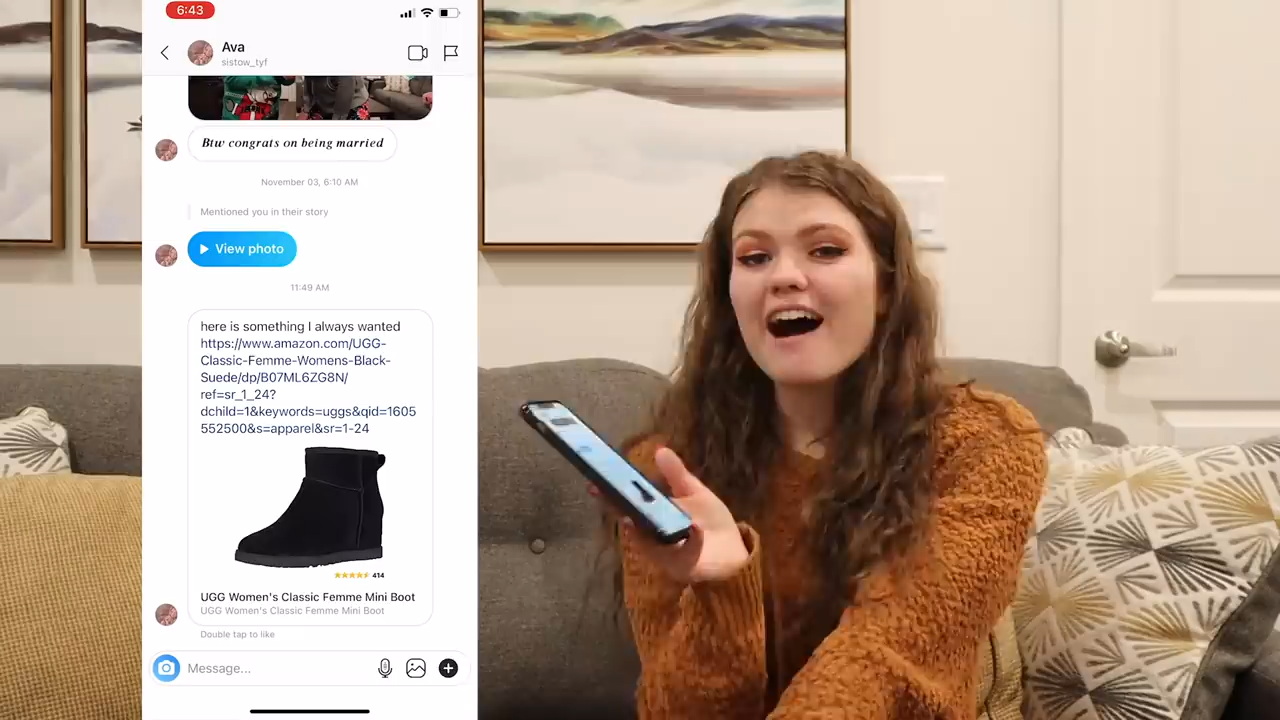 6:43
Ava
sistow_tyf
Btw congrats on being married
November 03, 6:10 AM
Mentioned you in their story
View photo
11:49 AM
here is something I always wanted
https://www.amazon.com/UGG-
Classic-Femme-Womens-Black-
Suede/dp/B07ML6ZG8N/
ref=sr_1_24?
dchild=1&keywords=uggs&qid=1605
552500&s=apparel&sr=1-24
414
UGG Women's Classic Femme Mini Boot
UGG Women's Classic Femme Mini Boot
Double tap to like
Message...